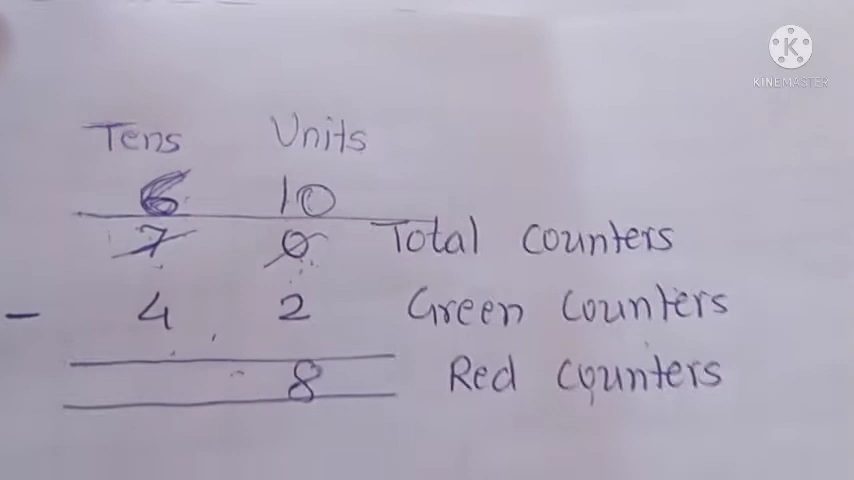 KINEMASTER
Tens Units
6 10
7 0 Total counters
- 4 2 Green counters
8 Red counters